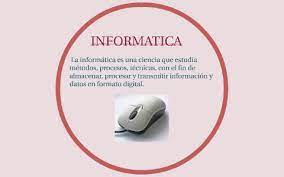 INFORMATICA
La informática es una ciencia que estudia
métodos, procesos, técnicas, con el fin de
almacenar, procesar y transmitir información y
datos en formato digital.